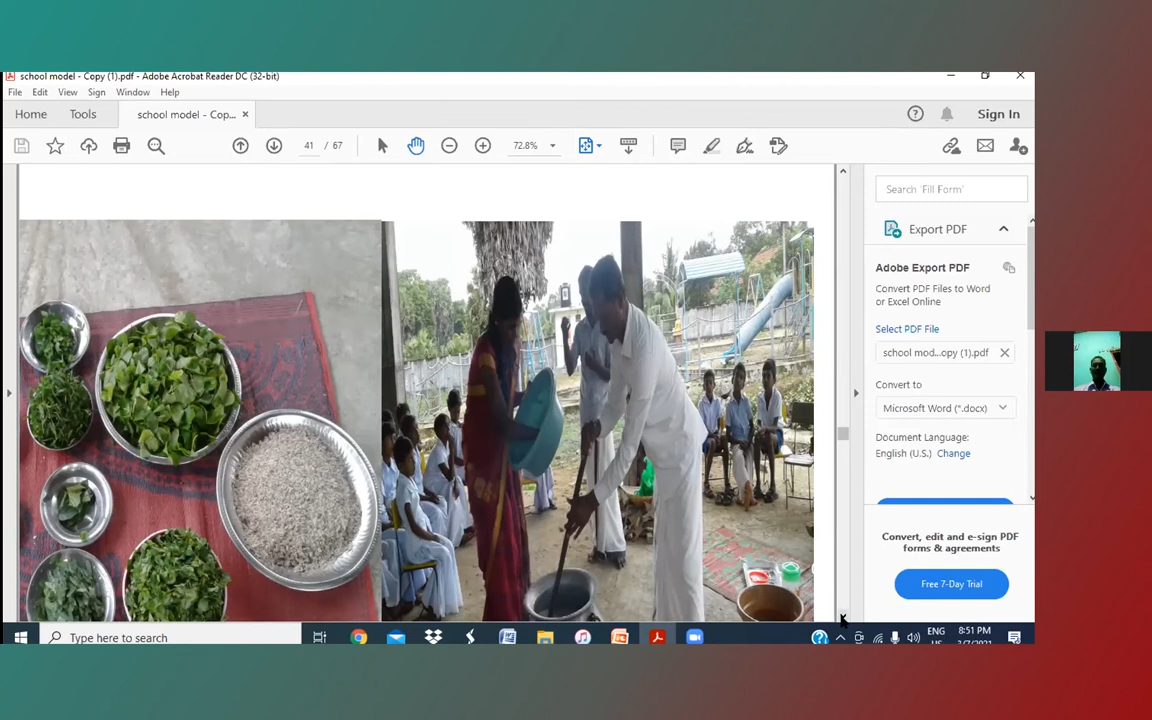 school model - Copy (1).pdf - Adobe Acrobat Reader DC (32-bit)
File Edit View Sign Window Help
Home Tools school model - Cop... × Sign In
41 / 67 72.8%
Search 'Fill Form'
Export PDF
Adobe Export PDF
Convert PDF Files to Word
or Excel Online
Select PDF File
school mod...opy (1).pdf
Convert to
Microsoft Word (*.docx)
Document Language:
English (U.S.) Change
Convert, edit and e-sign PDF
forms & agreements
Free 7-Day Trial
Type here to search
ENG 8:51 PM